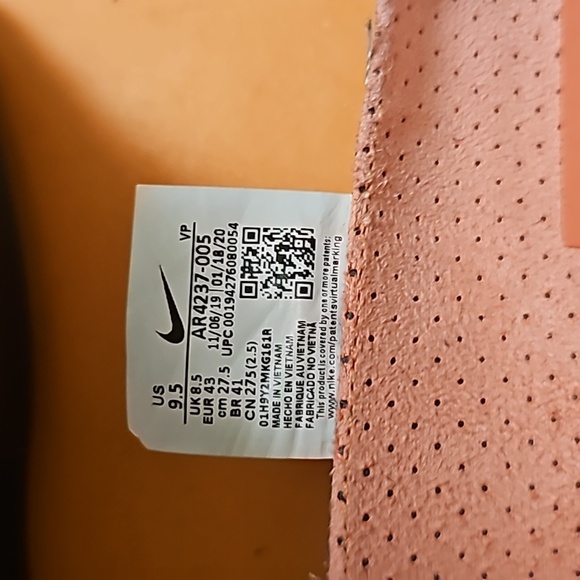 US
9.5
VP
UK 8.5
EUR 43
cm 27.5
BR 41
CN 275(2.5)
AR4237-005
11/06/19 01/18/20
UPC 00194276080054
01H9Y2MKG161R
MADE IN VIETNAM
HECHO EN VIETNAM
FABRIQUE AU VIETNAM
FABRICADO NO VIETNÃ
This product is covered by one or more patents:
www.nike.com/patentsvirtualmarking